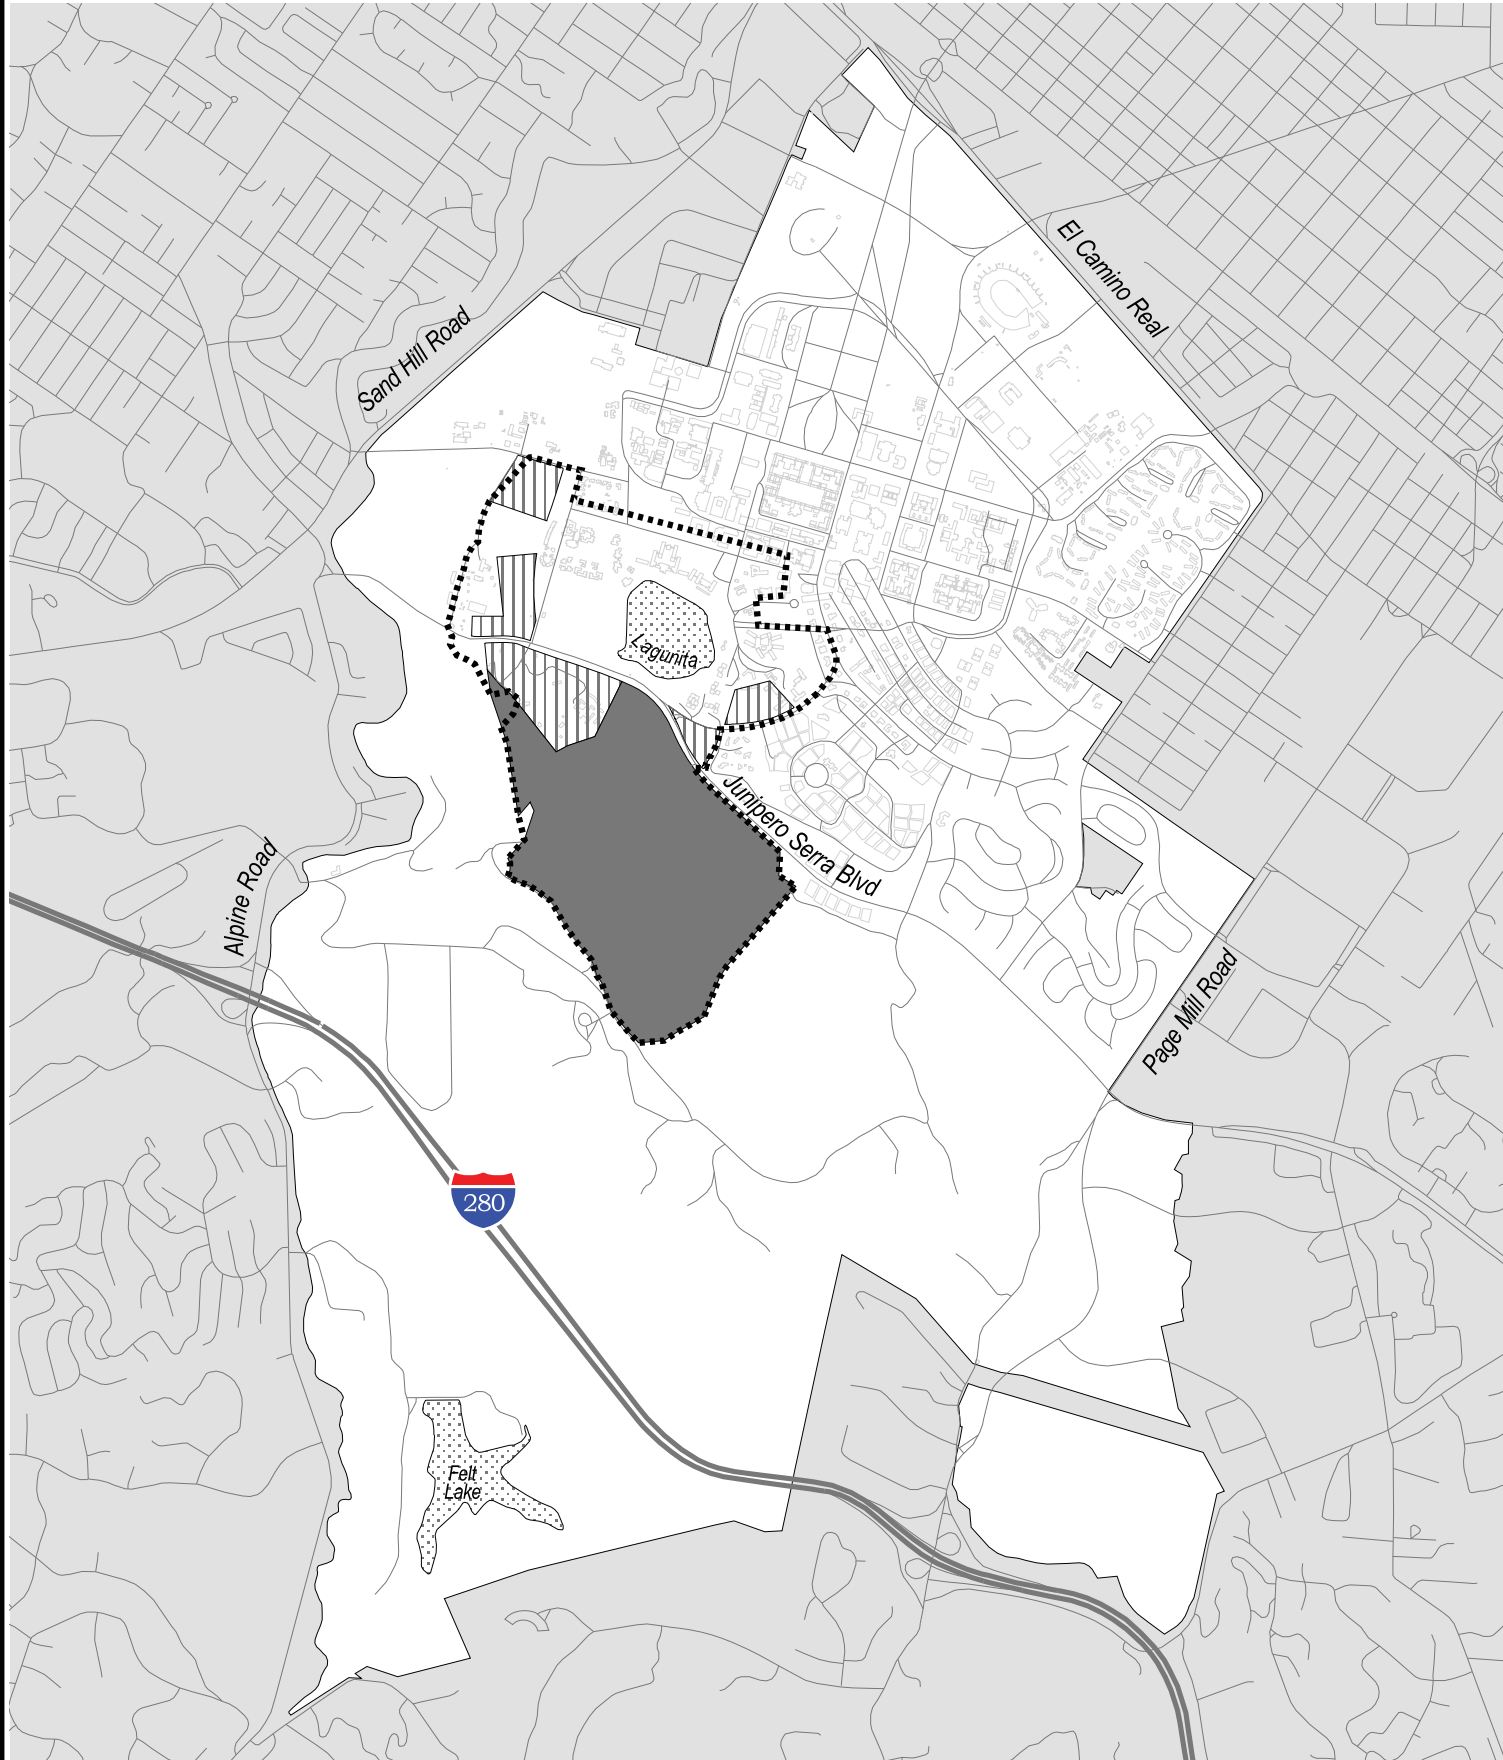 El Camino Real
Sand Hill Road
Lagunita
Junipero Serra Blvd
Alpine Road
Page Mill Road
280
Felt
Lake